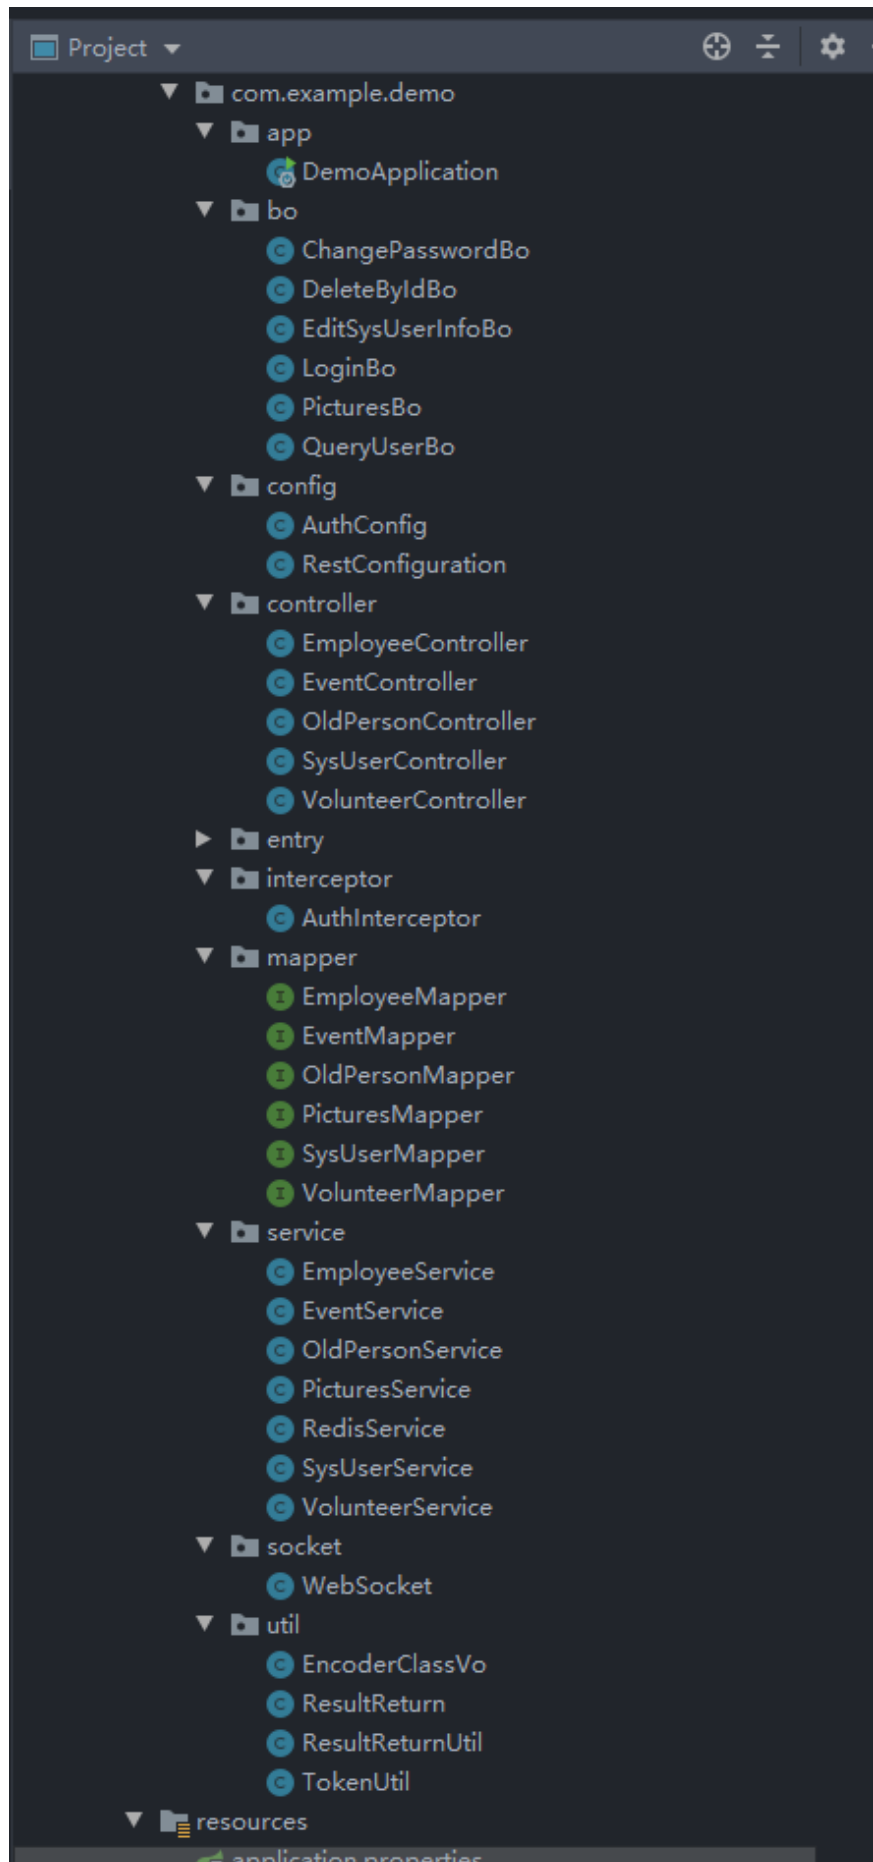 Project
com.example.demo
app
DemoApplication
bo
ChangePasswordBo
DeleteByIdBo
EditSysUserInfoBo
LoginBo
PicturesBo
QueryUserBo
config
AuthConfig
RestConfiguration
controller
EmployeeController
EventController
OldPersonController
SysUserController
VolunteerController
entry
interceptor
AuthInterceptor
mapper
EmployeeMapper
EventMapper
OldPersonMapper
PicturesMapper
SysUserMapper
VolunteerMapper
service
EmployeeService
EventService
OldPersonService
PicturesService
RedisService
SysUserService
VolunteerService
socket
WebSocket
util
EncoderClassVo
ResultReturn
ResultReturnUtil
TokenUtil
resources
application.properties